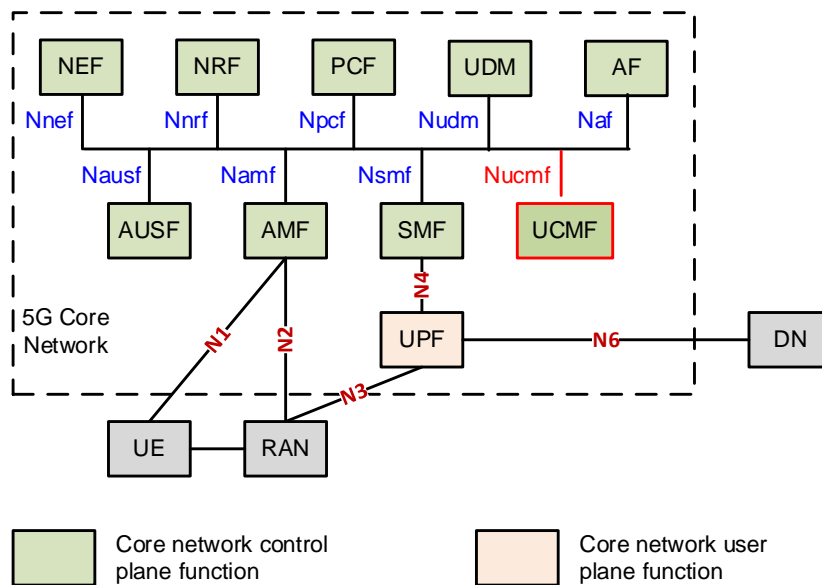 NEF
NRF
PCF
UDM
AF
Nnef
Nnrf
Npcf
Nudm
Naf
Nausf
Namf
Nsmf
Nucmf
AUSF
AMF
SMF
UCMF
N4
5G Core
Network
N1
N2
UPF
N6
DN
N3
UE
RAN
Core network control
plane function
Core network user
plane function